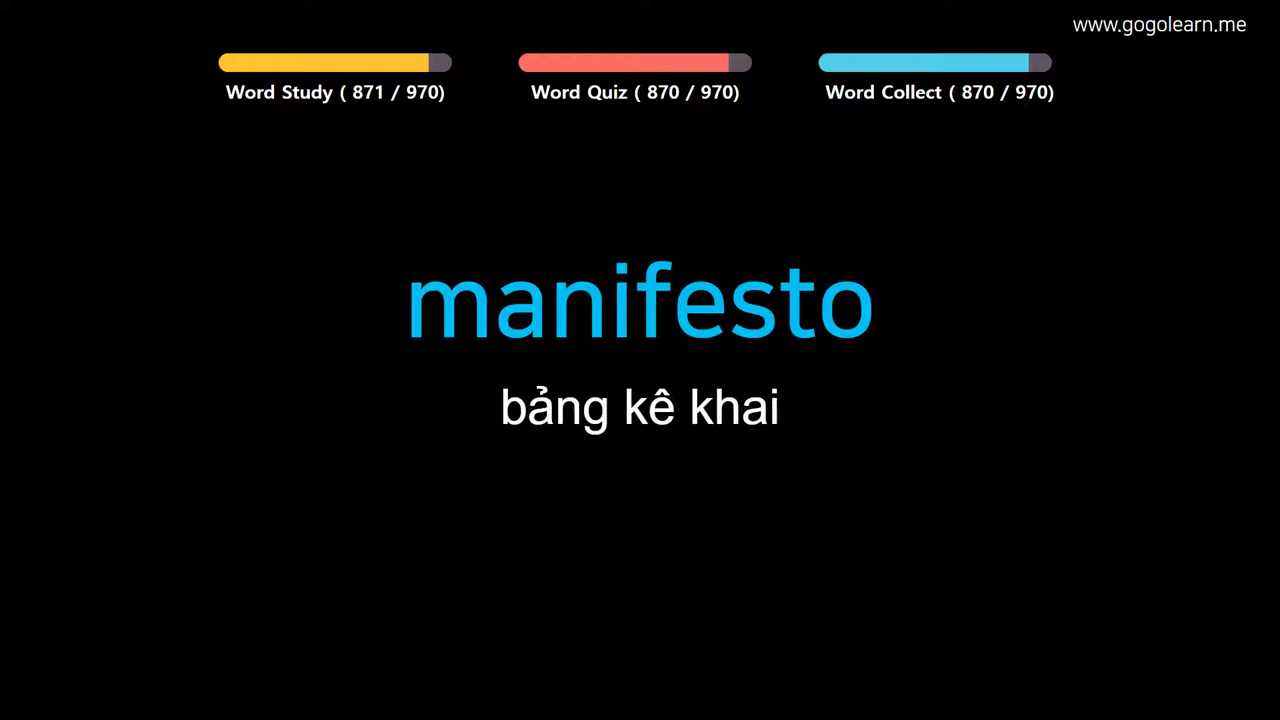 www.gogolearn.me
Word Study ( 871 / 970)
Word Quiz ( 870 / 970)
Word Collect ( 870 / 970)
manifesto
bảng kê khai